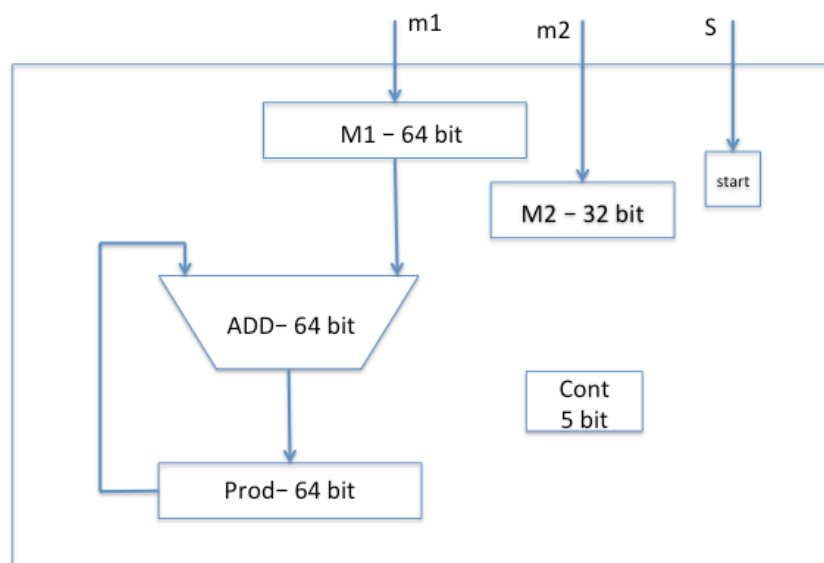 m1
m2
S
M1 – 64 bit
start
M2 – 32 bit
ADD– 64 bit
Cont
5 bit
Prod– 64 bit